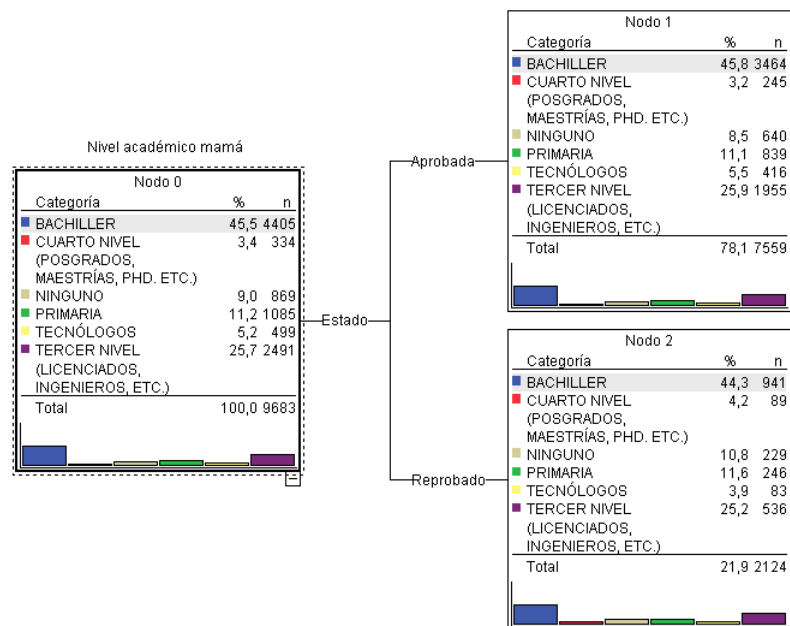 Nivel académico mamá
Nodo 0
Categoría % n
BACHILLER 45,5 4405
CUARTO NIVEL 3,4 334
(POSGRADOS,
MAESTRÍAS, PHD. ETC.)
NINGUNO 9,0 869
PRIMARIA 11,2 1085
TECNÓLOGOS 5,2 499
TERCER NIVEL 25,7 2491
(LICENCIADOS,
INGENIEROS, ETC.)
Total 100,0 9683
Estado
Aprobada
Nodo 1
Categoría % n
BACHILLER 45,8 3464
CUARTO NIVEL 3,2 245
(POSGRADOS,
MAESTRÍAS, PHD. ETC.)
NINGUNO 8,5 640
PRIMARIA 11,1 839
TECNÓLOGOS 5,5 416
TERCER NIVEL 25,9 1955
(LICENCIADOS,
INGENIEROS, ETC.)
Total 78,1 7559
Reprobado
Nodo 2
Categoría % n
BACHILLER 44,3 941
CUARTO NIVEL 4,2 89
(POSGRADOS,
MAESTRÍAS, PHD. ETC.)
NINGUNO 10,8 229
PRIMARIA 11,6 246
TECNÓLOGOS 3,9 83
TERCER NIVEL 25,2 536
(LICENCIADOS,
INGENIEROS, ETC.)
Total 21,9 2124